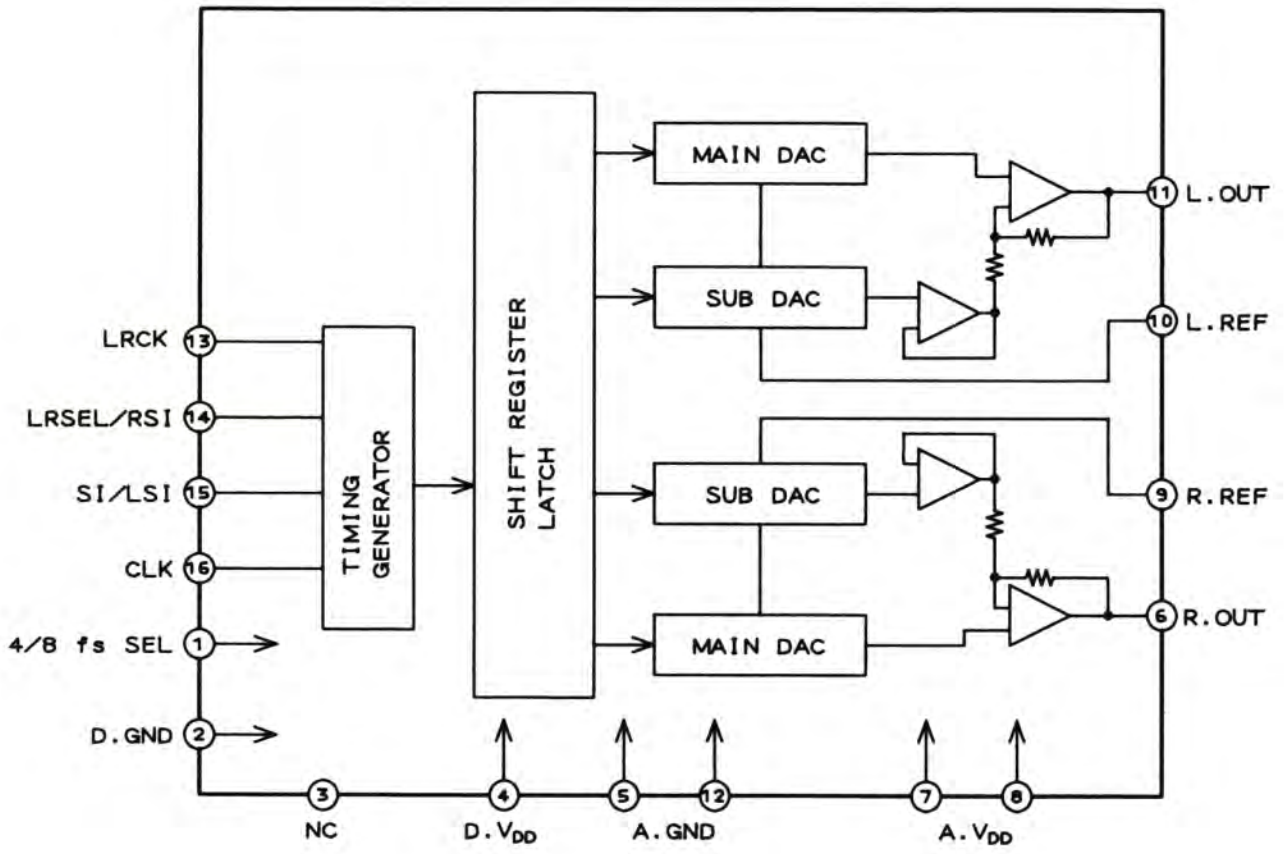 MAIN DAC
11 L.OUT
SUB DAC
10 L.REF
LRCK 13
LRSEL/RSI 14
SI/LSI 15
CLK 16
TIMING
GENERATOR
SHIFT REGISTER
LATCH
SUB DAC
9 R.REF
MAIN DAC
6 R.OUT
4/8 fs SEL 1
D.GND 2
3 4 5 12 7 8
NC D.VDD A.GND A.VDD